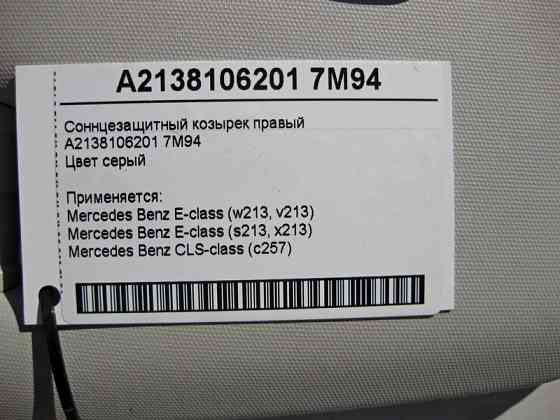 A2138106201 7M94
Соннцезащитный козырек правый
A2138106201 7M94
Цвет серый
Применяется:
Mercedes Benz E-class (w213, v213)
Mercedes Benz E-class (s213, x213)
Mercedes Benz CLS-class (c257)